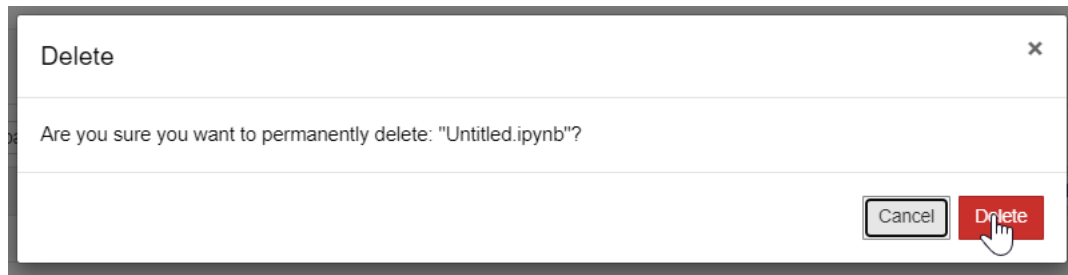 Delete
×
Are you sure you want to permanently delete: "Untitled.ipynb"?
Cancel
Delete